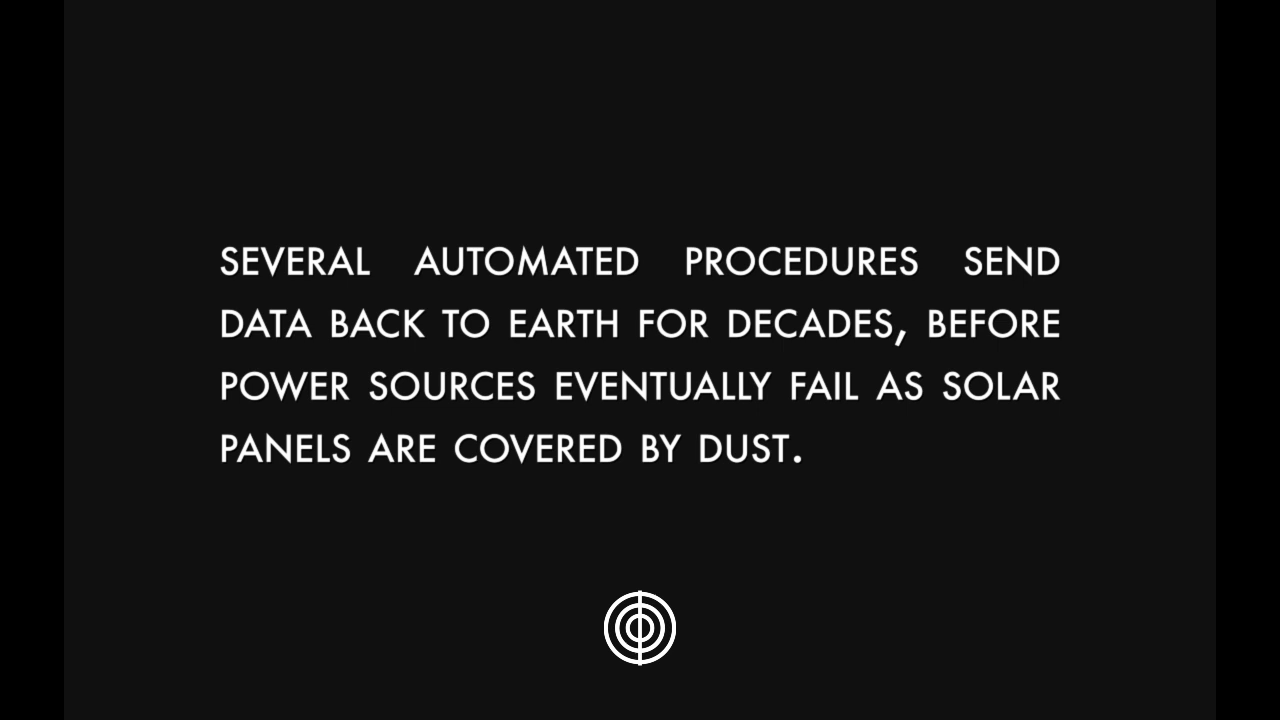 SEVERAL AUTOMATED PROCEDURES SEND
DATA BACK TO EARTH FOR DECADES, BEFORE
POWER SOURCES EVENTUALLY FAIL AS SOLAR
PANELS ARE COVERED BY DUST.